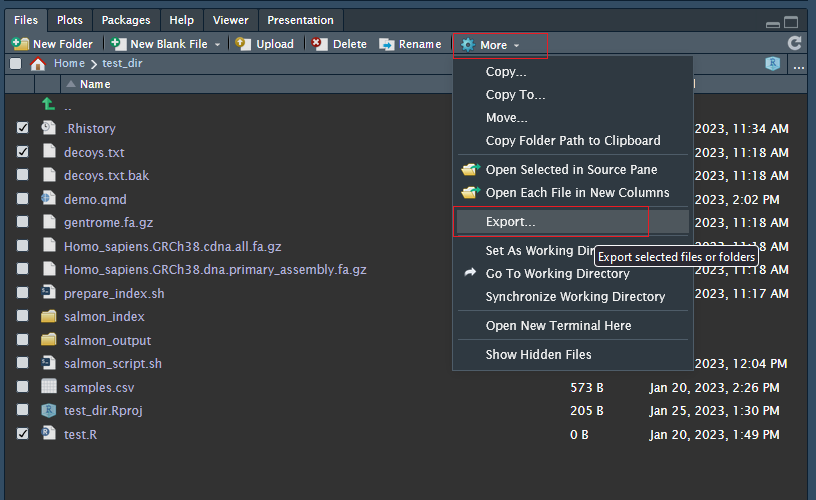 Files Plots Packages Help Viewer Presentation
New Folder New Blank File Upload Delete Rename More
Home test_dir R ...
Name
..
.Rhistory 2023, 11:34 AM
decoys.txt 2023, 11:18 AM
decoys.txt.bak 2023, 11:18 AM
demo.qmd 2023, 2:02 PM
gentrome.fa.gz 2023, 11:18 AM
Homo_sapiens.GRCh38.cdna.all.fa.gz 2023, 11:18 AM
Homo_sapiens.GRCh38.dna.primary_assembly.fa.gz 2023, 11:18 AM
prepare_index.sh 2023, 11:17 AM
salmon_index
salmon_output
salmon_script.sh 2023, 12:04 PM
samples.csv 573 B Jan 20, 2023, 2:26 PM
test_dir.Rproj 205 B Jan 25, 2023, 1:30 PM
test.R 0 B Jan 20, 2023, 1:49 PM
Copy...
Copy To...
Move...
Copy Folder Path to Clipboard
Open Selected in Source Pane
Open Each File in New Columns
Export...
Set As Working Dir
Export selected files or folders
Go To Working Directory
Synchronize Working Directory
Open New Terminal Here
Show Hidden Files